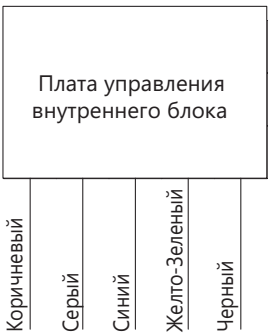 Плата управления
внутреннего блока
Коричневый
Серый
Синий
Желто-Зеленый
Черный